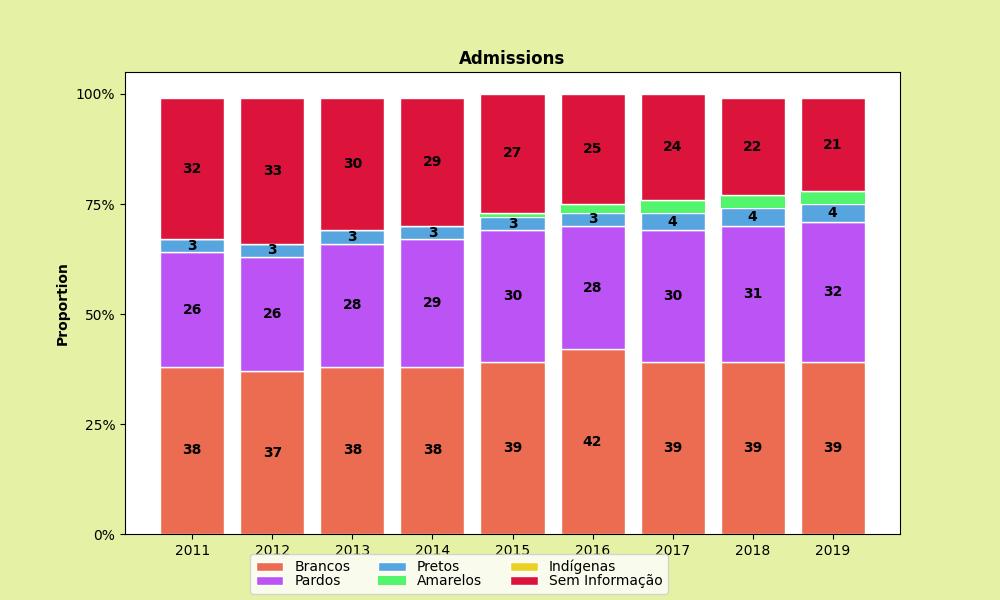 Admissions
Proportion
100%
75%
50%
25%
0%
32 33 30 29 27 25 24 22 21
3 3 3 3 3 3 4 4 4
26 26 28 29 30 28 30 31 32
38 37 38 38 39 42 39 39 39
2011 2012 2013 2014 2015 2016 2017 2018 2019
Brancos Pretos Indígenas
Pardos Amarelos Sem Informação